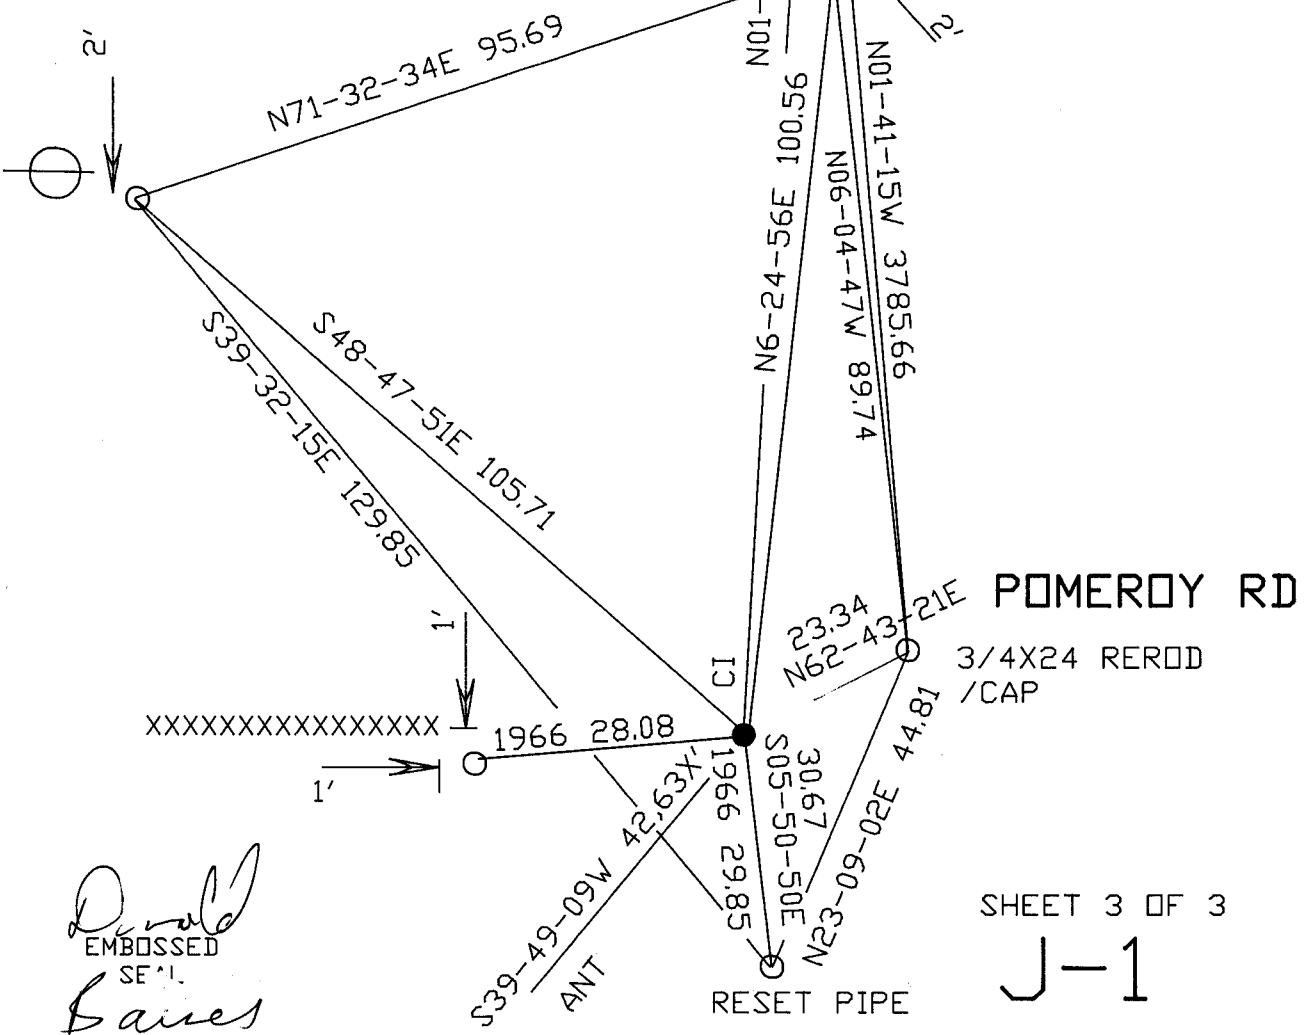 2'
N71-32-34E 95.69
N01-
2'
N6-24-56E 100.56
N06-04-47W 89.74
N01-41-15W 3785.66
S48-47-51E 105.71
S39-32-15E 129.85
POMEROY RD
23.34
N62-43-21E
3/4X24 REROD
/CAP
1'
CI
XXXXXXXXXXXXXXXX
1966 28.08
1'
S39-49-09W 42,63X'
ANT
1966 29.85
S05-50-50E
30.67
N23-09-02E 44.81
Donald
EMBOSSED
SEAL
Baines
RESET PIPE
SHEET 3 OF 3
J-1